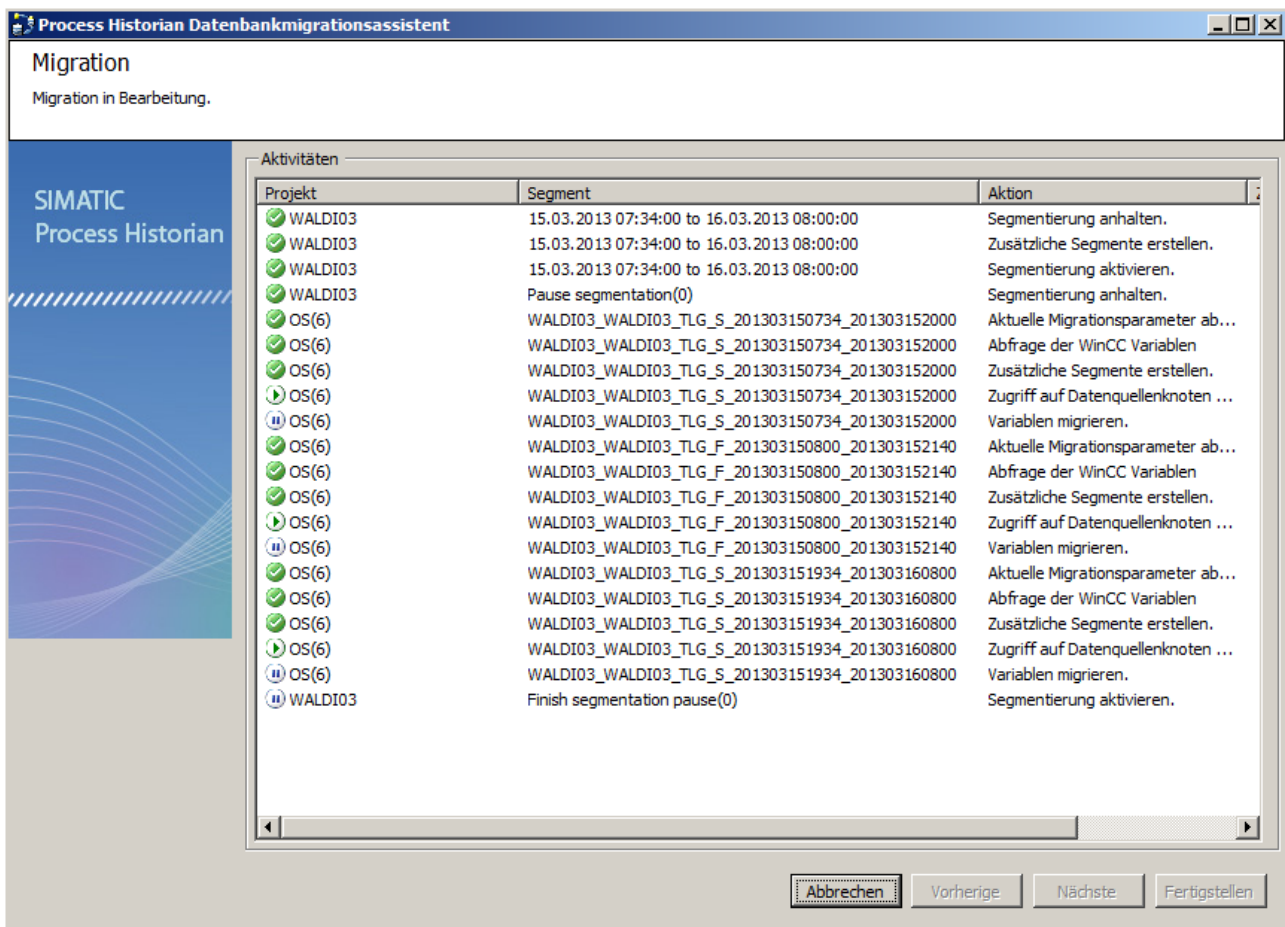 Process Historian Datenbankmigrationsassistent
Migration
Migration in Bearbeitung.
SIMATIC
Process Historian
Aktivitäten
Projekt Segment Aktion
WALDI03 15.03.2013 07:34:00 to 16.03.2013 08:00:00 Segmentierung anhalten.
WALDI03 15.03.2013 07:34:00 to 16.03.2013 08:00:00 Zusätzliche Segmente erstellen.
WALDI03 15.03.2013 07:34:00 to 16.03.2013 08:00:00 Segmentierung aktivieren.
WALDI03 Pause segmentation(0) Segmentierung anhalten.
OS(6) WALDI03_WALDI03_TLG_S_201303150734_201303152000 Aktuelle Migrationsparameter ab...
OS(6) WALDI03_WALDI03_TLG_S_201303150734_201303152000 Abfrage der WinCC Variablen
OS(6) WALDI03_WALDI03_TLG_S_201303150734_201303152000 Zusätzliche Segmente erstellen.
OS(6) WALDI03_WALDI03_TLG_S_201303150734_201303152000 Zugriff auf Datenquellenknoten ...
OS(6) WALDI03_WALDI03_TLG_S_201303150734_201303152000 Variablen migrieren.
OS(6) WALDI03_WALDI03_TLG_F_201303150800_201303152140 Aktuelle Migrationsparameter ab...
OS(6) WALDI03_WALDI03_TLG_F_201303150800_201303152140 Abfrage der WinCC Variablen
OS(6) WALDI03_WALDI03_TLG_F_201303150800_201303152140 Zusätzliche Segmente erstellen.
OS(6) WALDI03_WALDI03_TLG_F_201303150800_201303152140 Zugriff auf Datenquellenknoten ...
OS(6) WALDI03_WALDI03_TLG_F_201303150800_201303152140 Variablen migrieren.
OS(6) WALDI03_WALDI03_TLG_S_201303151934_201303160800 Aktuelle Migrationsparameter ab...
OS(6) WALDI03_WALDI03_TLG_S_201303151934_201303160800 Abfrage der WinCC Variablen
OS(6) WALDI03_WALDI03_TLG_S_201303151934_201303160800 Zusätzliche Segmente erstellen.
OS(6) WALDI03_WALDI03_TLG_S_201303151934_201303160800 Zugriff auf Datenquellenknoten ...
OS(6) WALDI03_WALDI03_TLG_S_201303151934_201303160800 Variablen migrieren.
WALDI03 Finish segmentation pause(0) Segmentierung aktivieren.
Abbrechen Vorherige Nächste Fertigstellen